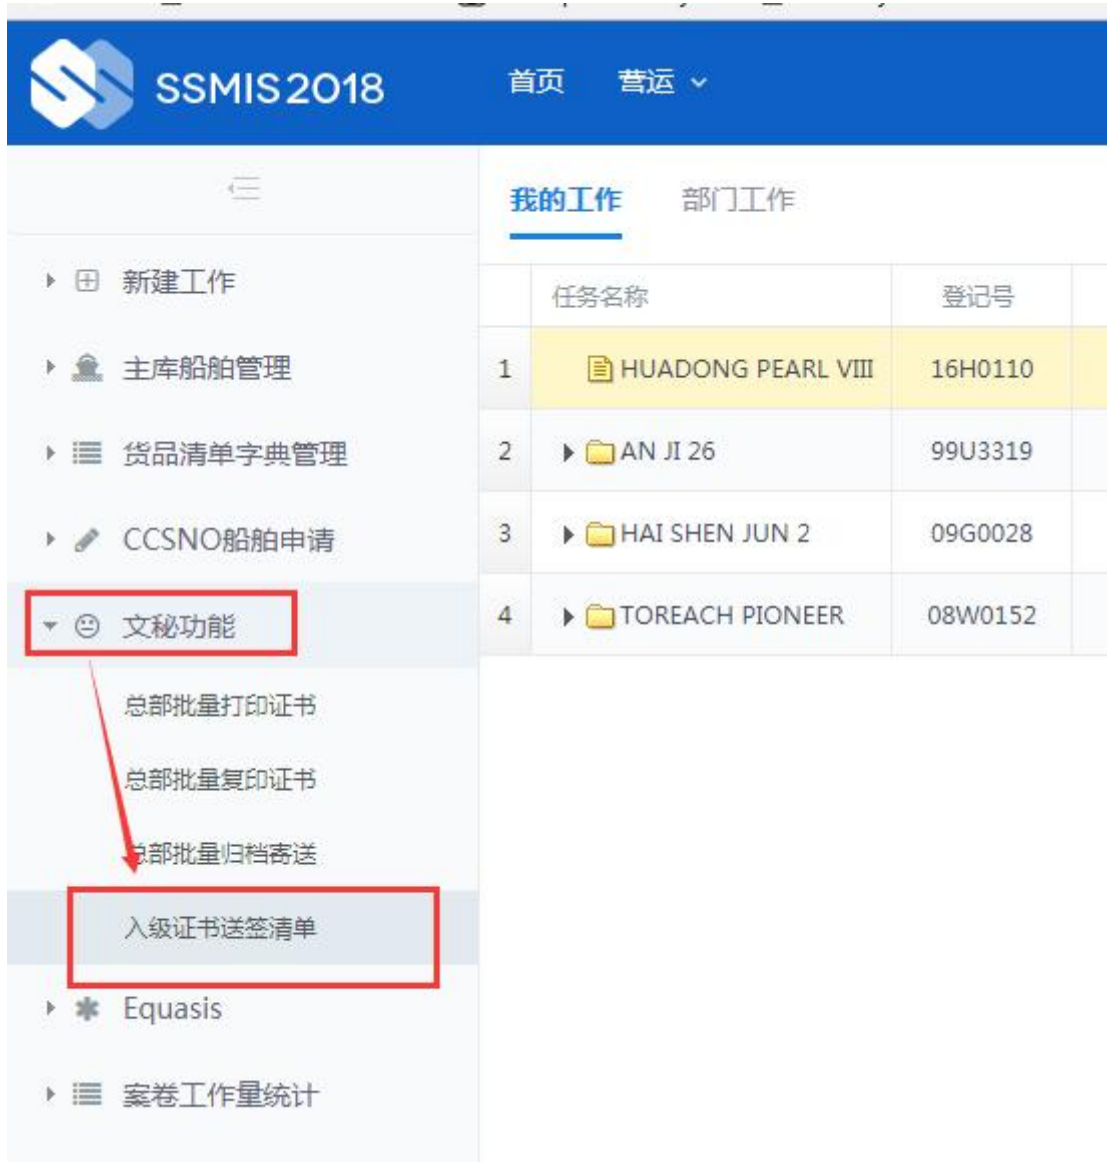 SSMIS 2018
首页 营运
我的工作 部门工作
新建工作
主库船舶管理
货品清单字典管理
CCSNO船舶申请
文秘功能
总部批量打印证书
总部批量复印证书
总部批量归档寄送
入级证书送签清单
Equasis
案卷工作量统计
任务名称 登记号
1 HUADONG PEARL VIII 16H0110
2 AN JI 26 99U3319
3 HAI SHEN JUN 2 09G0028
4 TOREACH PIONEER 08W0152